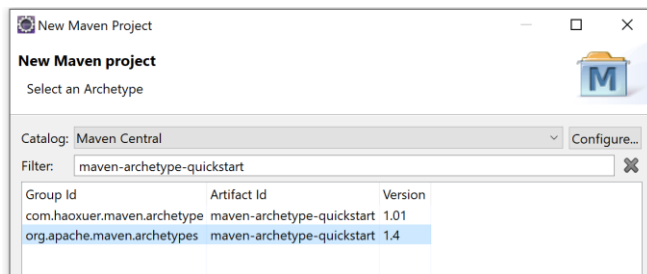 New Maven Project
New Maven project
Select an Archetype
M
Catalog: Maven Central Configure...
Filter: maven-archetype-quickstart
Group Id Artifact Id Version
com.haoxuer.maven.archetype maven-archetype-quickstart 1.01
org.apache.maven.archetypes maven-archetype-quickstart 1.4